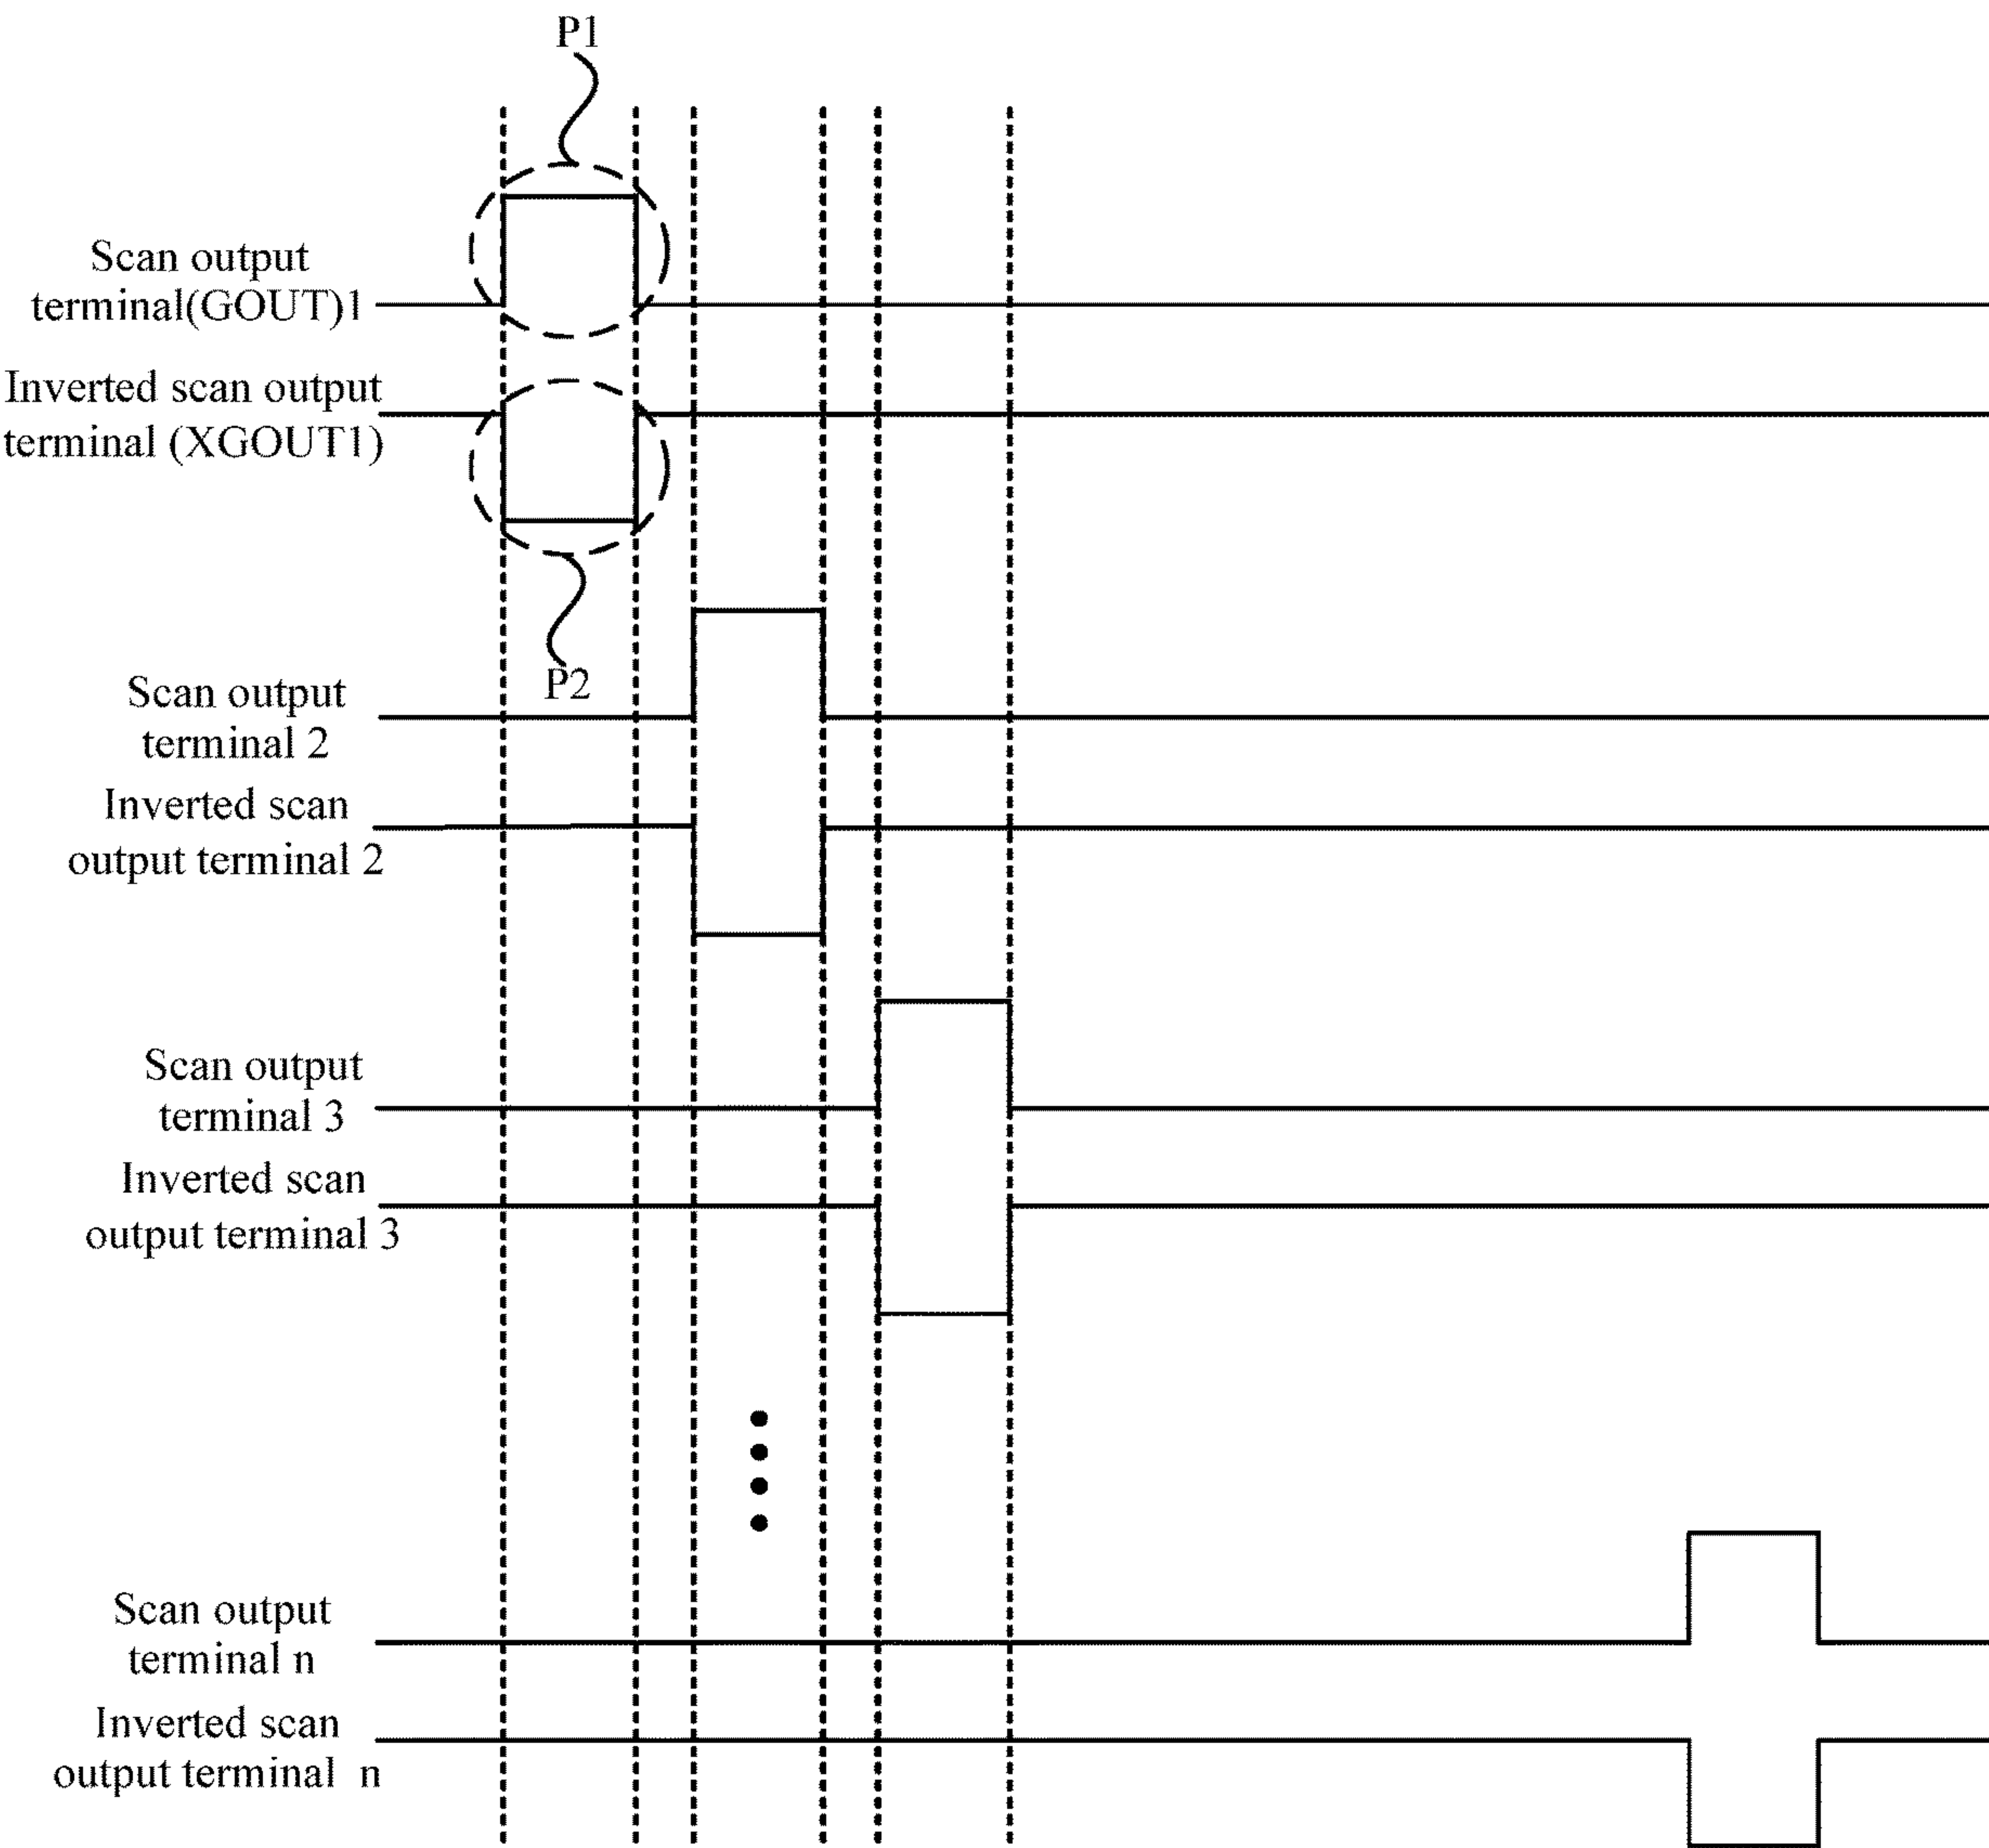 P1
Scan output
terminal(GOUT)1
Inverted scan output
terminal (XGOUT1)
P2
Scan output
terminal 2
Inverted scan
output terminal 2
Scan output
terminal 3
Inverted scan
output terminal 3
Scan output
terminal n
Inverted scan
output terminal n